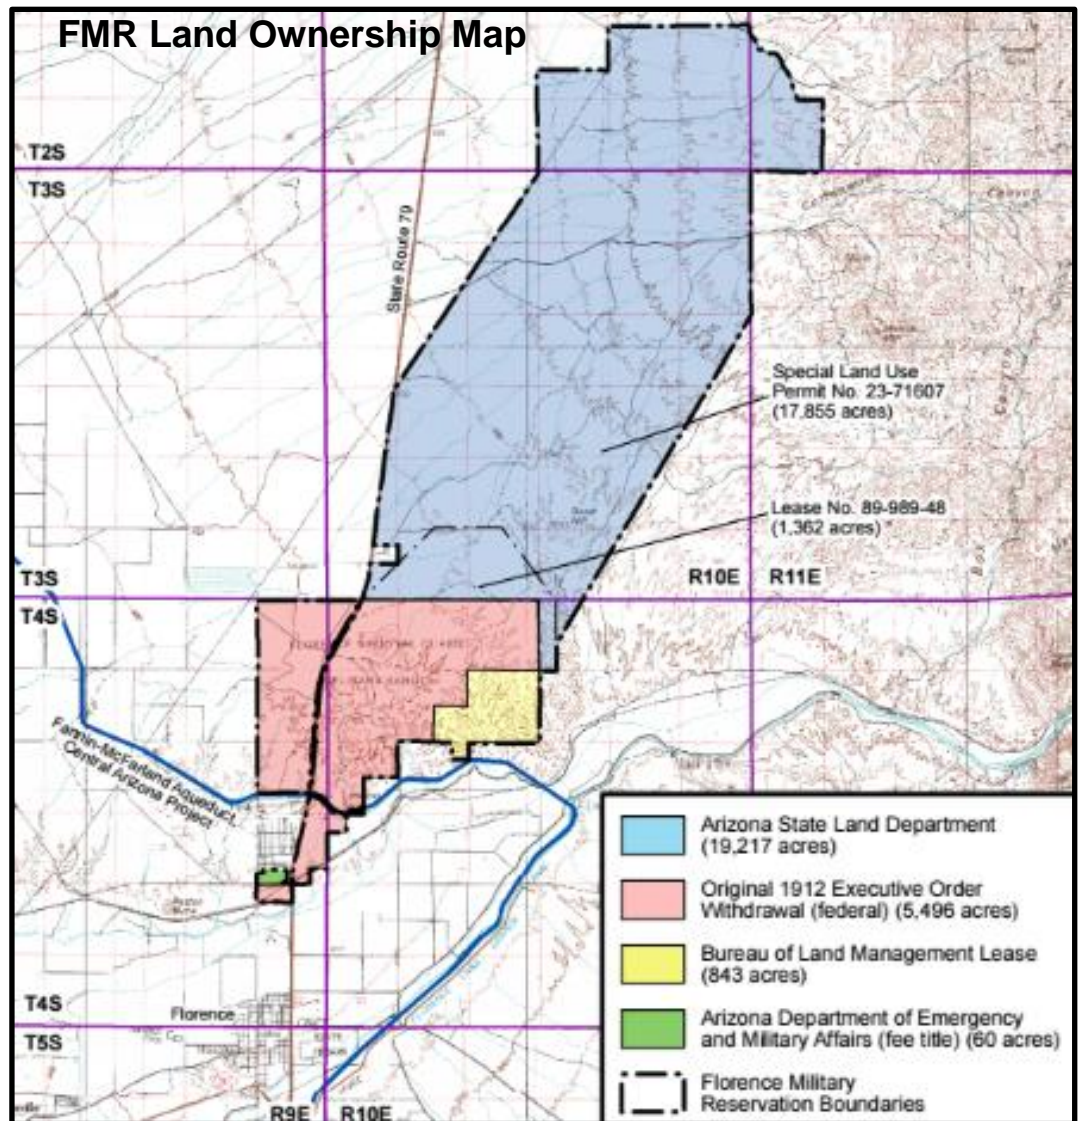 FMR Land Ownership Map
T2S
T3S
State Route 79
Canyon
Special Land Use
Permit No. 23-71607
(17,855 acres)
Lease No. 89-989-48
(1,362 acres)
T3S
R10E
R11E
T4S
Fannin-McFarland Aqueduct,
Central Arizona Project
Arizona State Land Department
(19,217 acres)
Original 1912 Executive Order
Withdrawal (federal) (5,496 acres)
Bureau of Land Management Lease
(843 acres)
T4S
Florence
Arizona Department of Emergency
and Military Affairs (fee title) (60 acres)
T5S
Florence Military
Reservation Boundaries
R9E
R10E